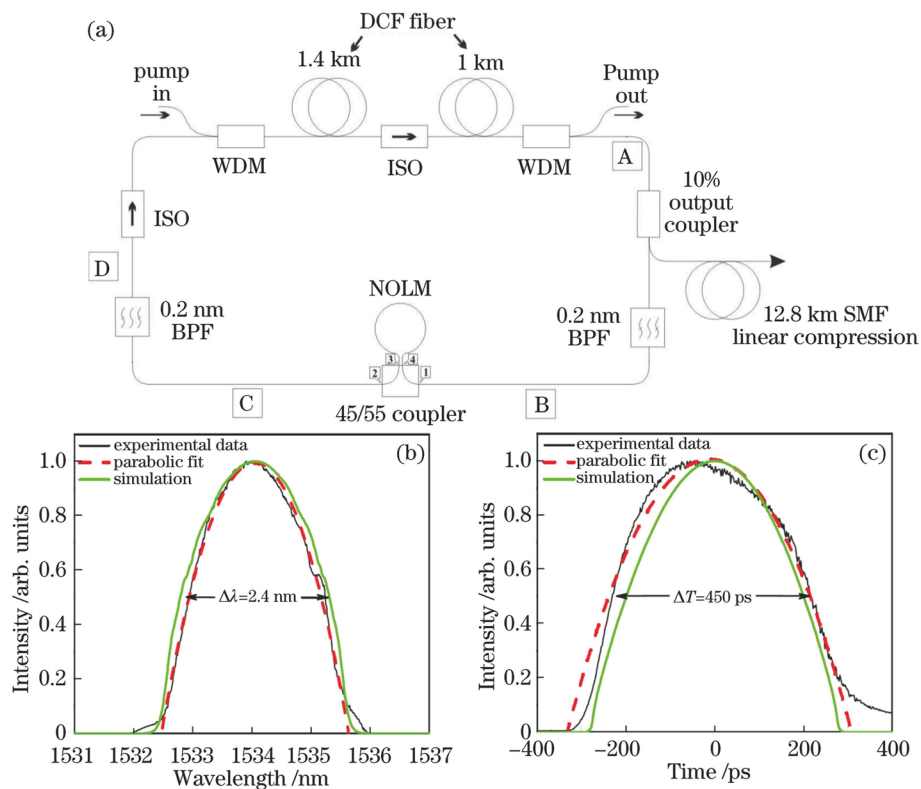 (a)
DCF fiber
1.4 km
1 km
pump
in
Pump
out
WDM
ISO
WDM
A
10%
output
coupler
ISO
D
NOLM
0.2 nm
BPF
0.2 nm
BPF
12.8 km SMF
linear compression
3
4
2
1
C
45/55 coupler
B
experimental data
parabolic fit
simulation
(b)
Δλ=2.4 nm
Intensity /arb. units
1.0
0.8
0.6
0.4
0.2
0
1531 1532 1533 1534 1535 1536 1537
Wavelength /nm
experimental data
parabolic fit
simulation
(c)
ΔT=450 ps
Intensity /arb. units
1.0
0.8
0.6
0.4
0.2
0
−400 −200 0 200 400
Time /ps